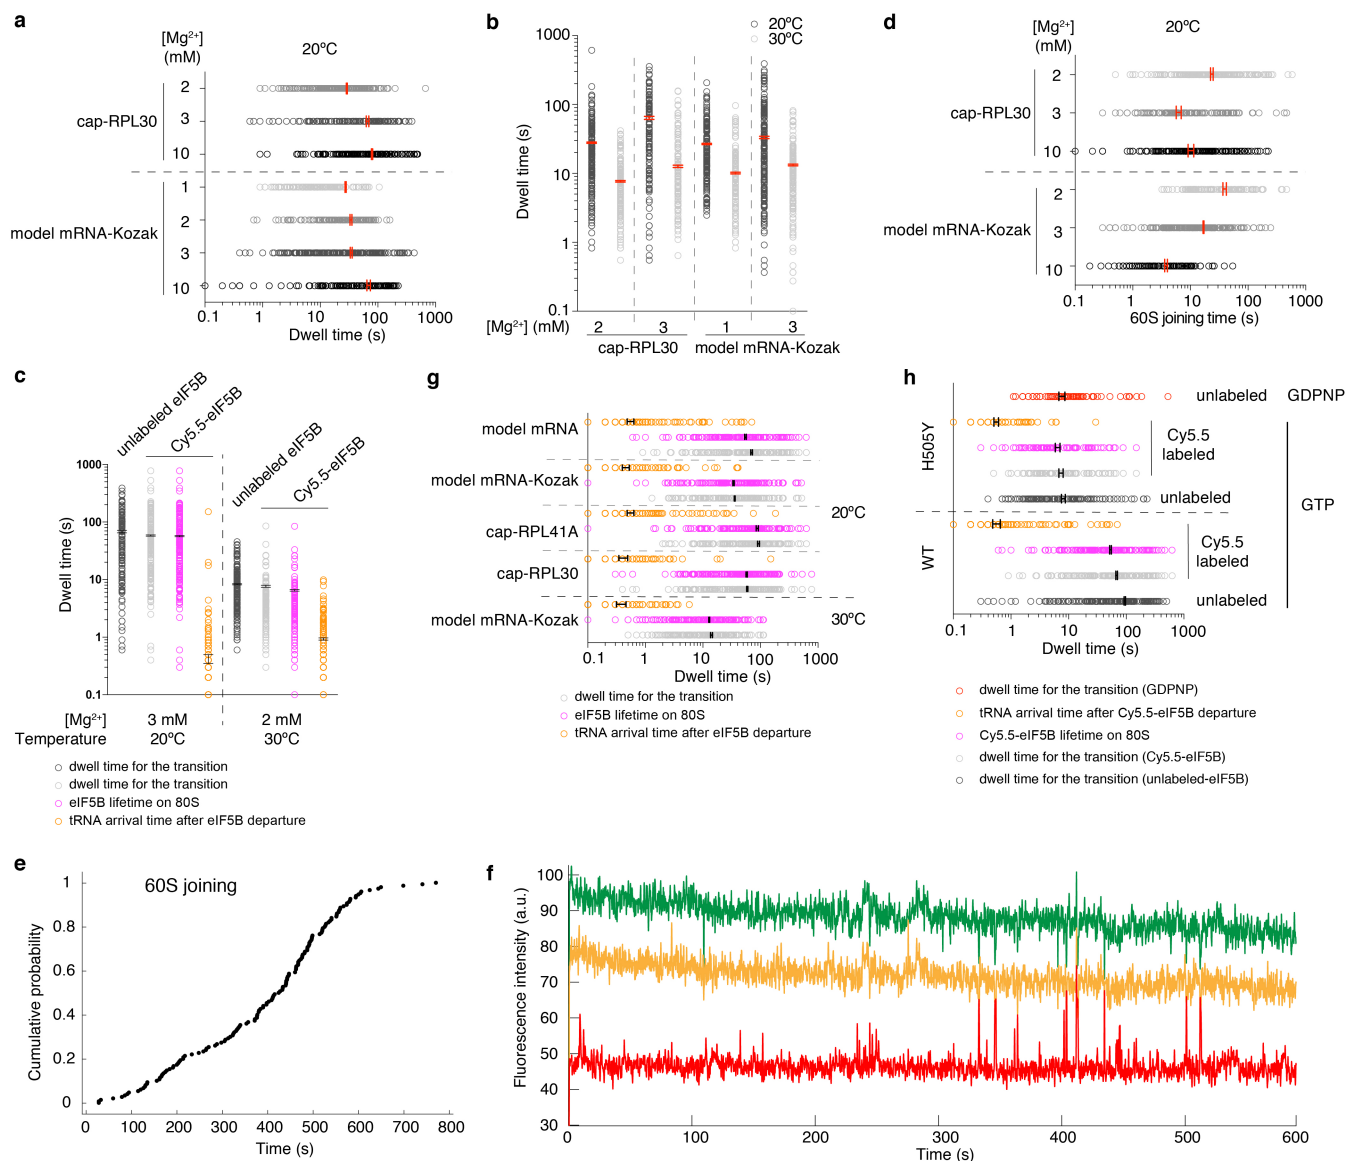 a
[Mg²⁺]
(mM)
20ºC
cap-RPL30
2
3
10
model mRNA-Kozak
1
2
3
10
0.1 1 10 100 1000
Dwell time (s)
b
20ºC
30ºC
Dwell time (s)
1000
100
10
1
0.1
[Mg²⁺] (mM) 2 3 1 3
cap-RPL30 model mRNA-Kozak
d
[Mg²⁺]
(mM)
20ºC
cap-RPL30
2
3
10
model mRNA-Kozak
2
3
10
0.1 1 10 100 1000
60S joining time (s)
c
unlabeled eIF5B
Cy5.5-eIF5B
unlabeled eIF5B
Cy5.5-eIF5B
Dwell time (s)
1000
100
10
1
0.1
[Mg²⁺] 3 mM 2 mM
Temperature 20ºC 30ºC
dwell time for the transition
dwell time for the transition
eIF5B lifetime on 80S
tRNA arrival time after eIF5B departure
g
model mRNA
model mRNA-Kozak
20ºC
cap-RPL41A
cap-RPL30
model mRNA-Kozak
30ºC
0.1 1 10 100 1000
Dwell time (s)
dwell time for the transition
eIF5B lifetime on 80S
tRNA arrival time after eIF5B departure
h
unlabeled GDPNP
H505Y
Cy5.5
labeled
unlabeled
GTP
WT
Cy5.5
labeled
unlabeled
0.1 1 10 100 1000
Dwell time (s)
dwell time for the transition (GDPNP)
tRNA arrival time after Cy5.5-eIF5B departure
Cy5.5-eIF5B lifetime on 80S
dwell time for the transition (Cy5.5-eIF5B)
dwell time for the transition (unlabeled-eIF5B)
e
60S joining
Cumulative probability
1
0.8
0.6
0.4
0.2
0
0 100 200 300 400 500 600 700 800
Time (s)
f
Fluorescence intensity (a.u.)
100
90
80
70
60
50
40
30
0 100 200 300 400 500 600
Time (s)